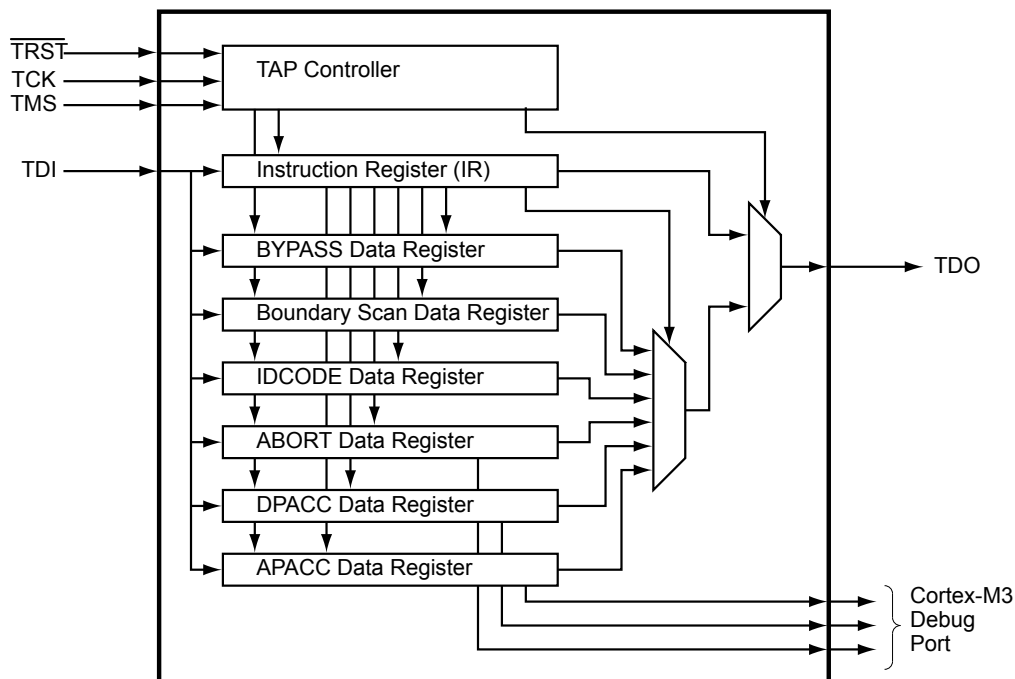 TRST
TCK
TMS
TAP Controller
TDI
Instruction Register (IR)
BYPASS Data Register
Boundary Scan Data Register
IDCODE Data Register
ABORT Data Register
DPACC Data Register
APACC Data Register
TDO
Cortex-M3
Debug
Port